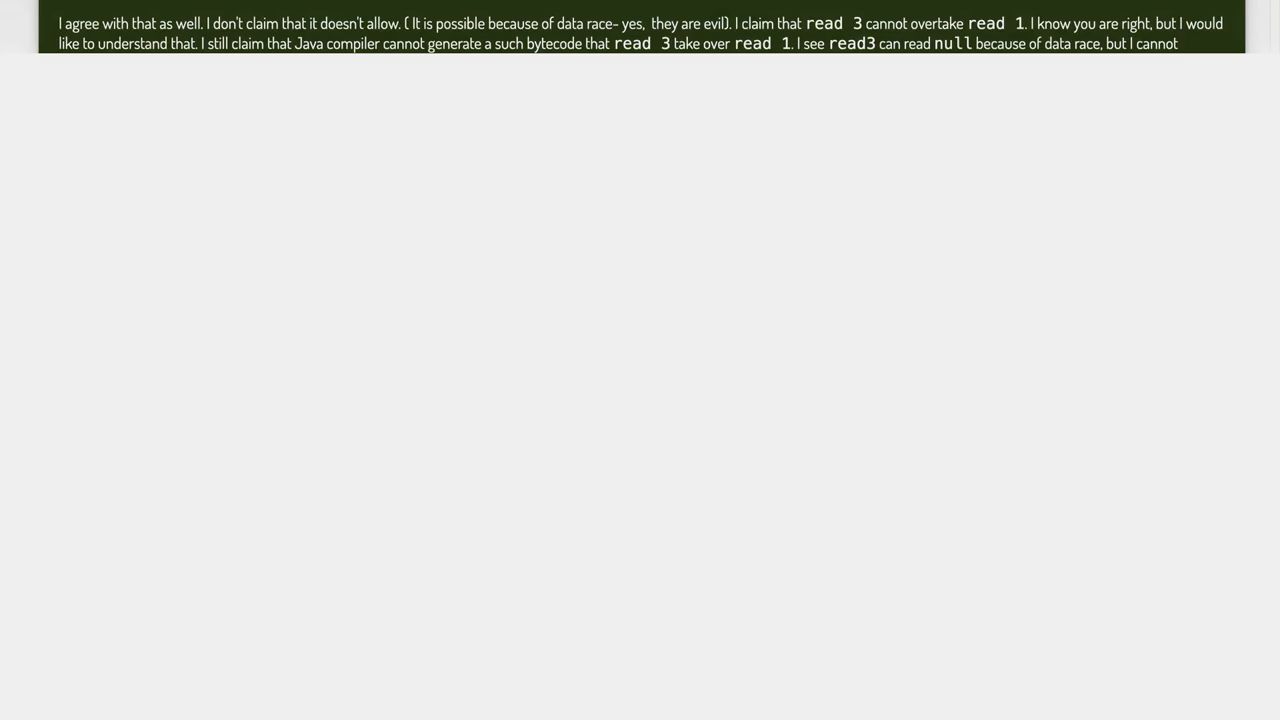 I agree with that as well. I don't claim that it doesn't allow. ( It is possible because of data race- yes, they are evil). I claim that read 3 cannot overtake read 1. I know you are right, but I would
like to understand that. I still claim that Java compiler cannot generate a such bytecode that read 3 take over read 1. I see read3 can read null because of data race, but I cannot